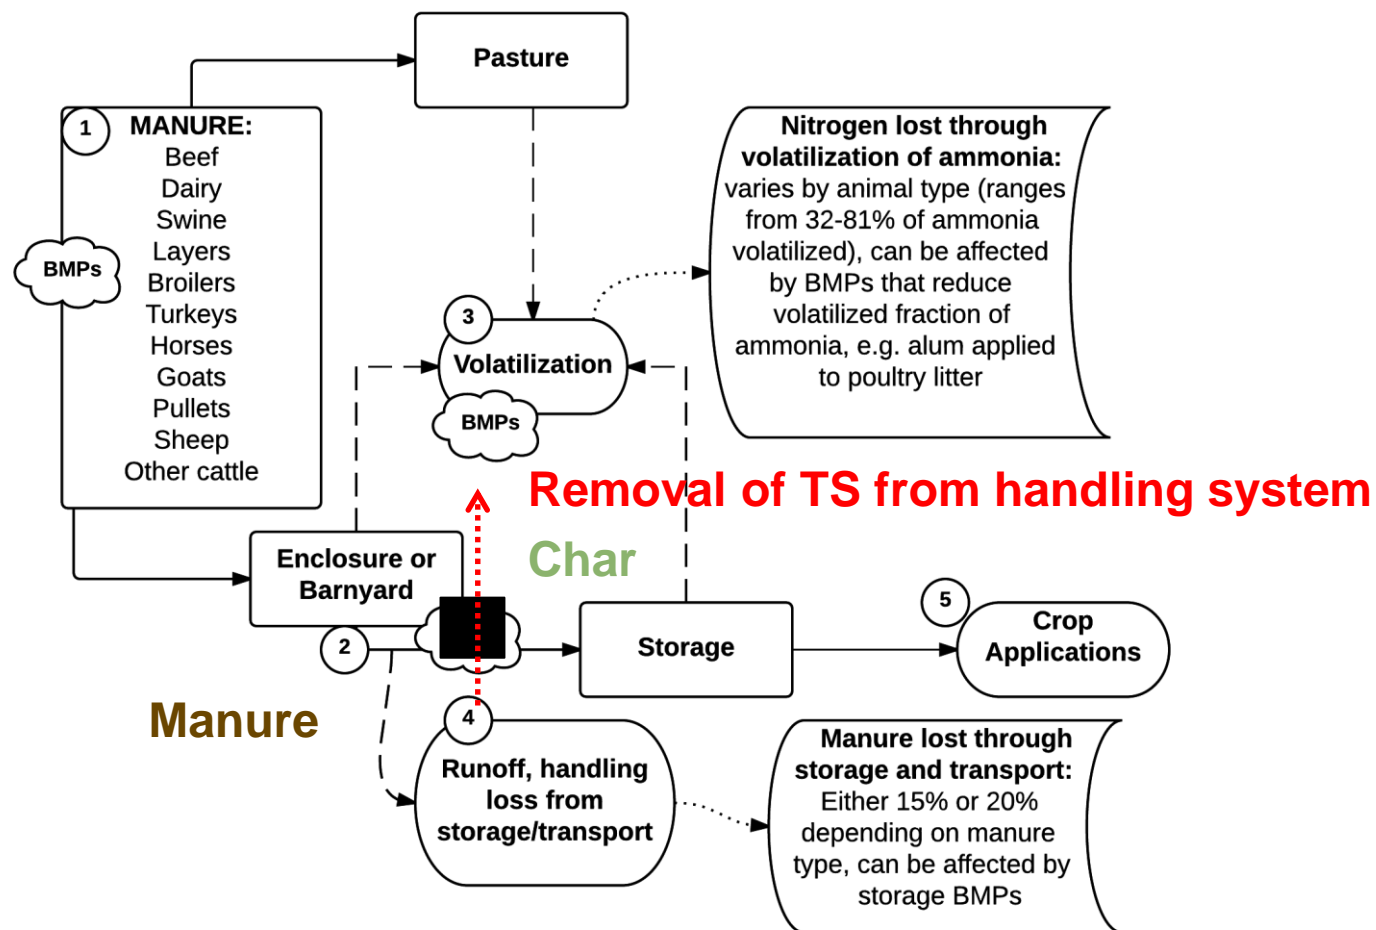 Pasture
1
MANURE:
Beef
Dairy
Swine
Layers
Broilers
Turkeys
Horses
Goats
Pullets
Sheep
Other cattle
BMPs
Nitrogen lost through
volatilization of ammonia:
varies by animal type (ranges
from 32-81% of ammonia
volatilized), can be affected
by BMPs that reduce
volatilized fraction of
ammonia, e.g. alum applied
to poultry litter
3
Volatilization
BMPs
Removal of TS from handling system
Char
Enclosure or
Barnyard
2
Storage
5
Crop
Applications
Manure
4
Runoff, handling
loss from
storage/transport
Manure lost through
storage and transport:
Either 15% or 20%
depending on manure
type, can be affected by
storage BMPs